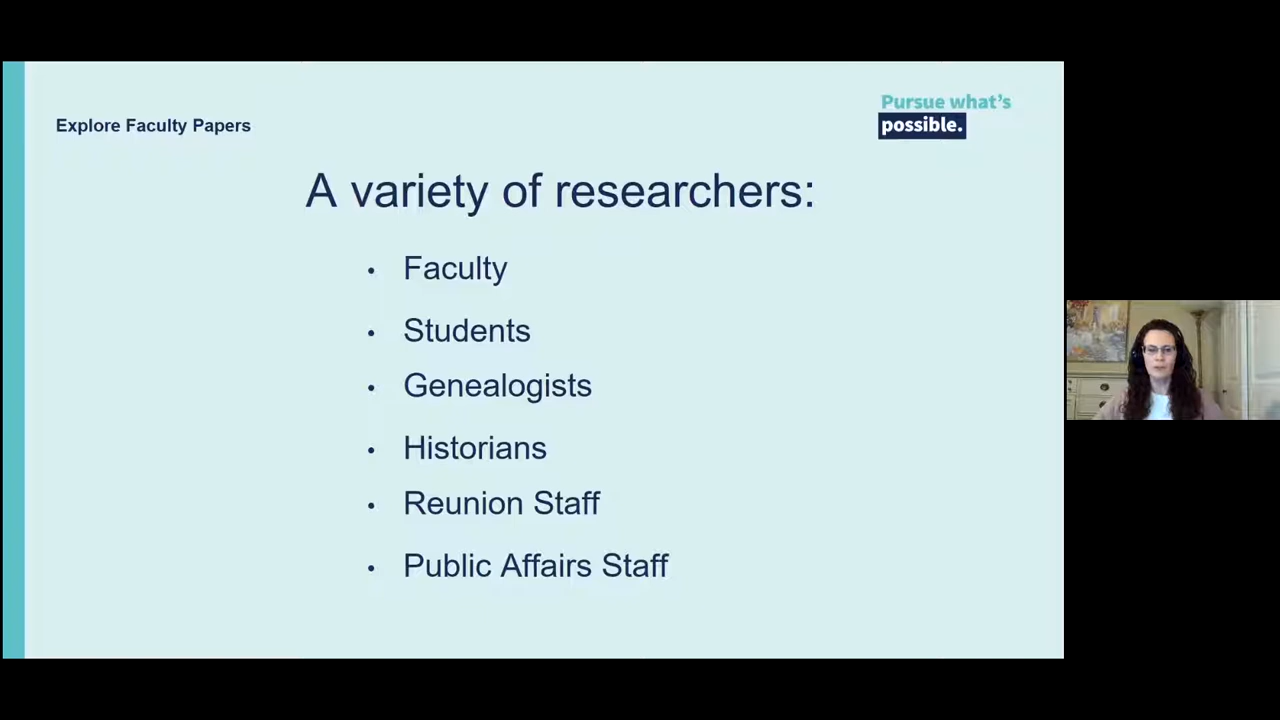 Explore Faculty Papers
Pursue what's
possible.
A variety of researchers:
• Faculty
• Students
• Genealogists
• Historians
• Reunion Staff
• Public Affairs Staff